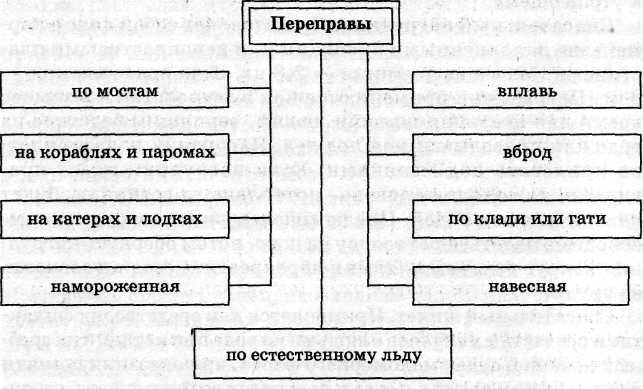 Переправы
по мостам
вплавь
на кораблях и паромах
вброд
на катерах и лодках
по клади или гати
намороженная
навесная
по естественному льду